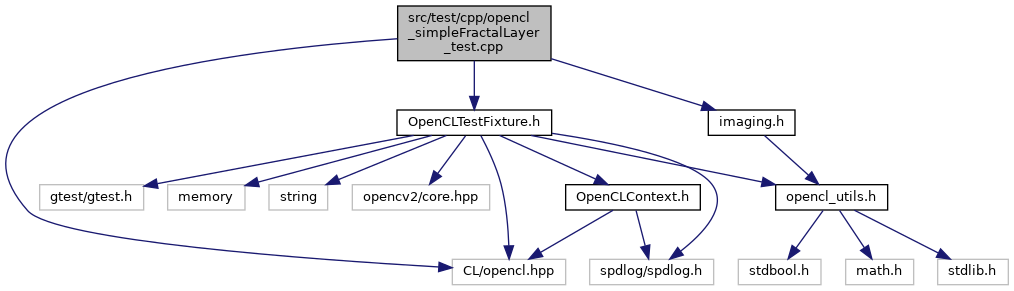 src/test/cpp/opencl
_simpleFractalLayer
_test.cpp
OpenCLTestFixture.h
imaging.h
gtest/gtest.h
memory
string
opencv2/core.hpp
OpenCLContext.h
opencl_utils.h
CL/opencl.hpp
spdlog/spdlog.h
stdbool.h
math.h
stdlib.h